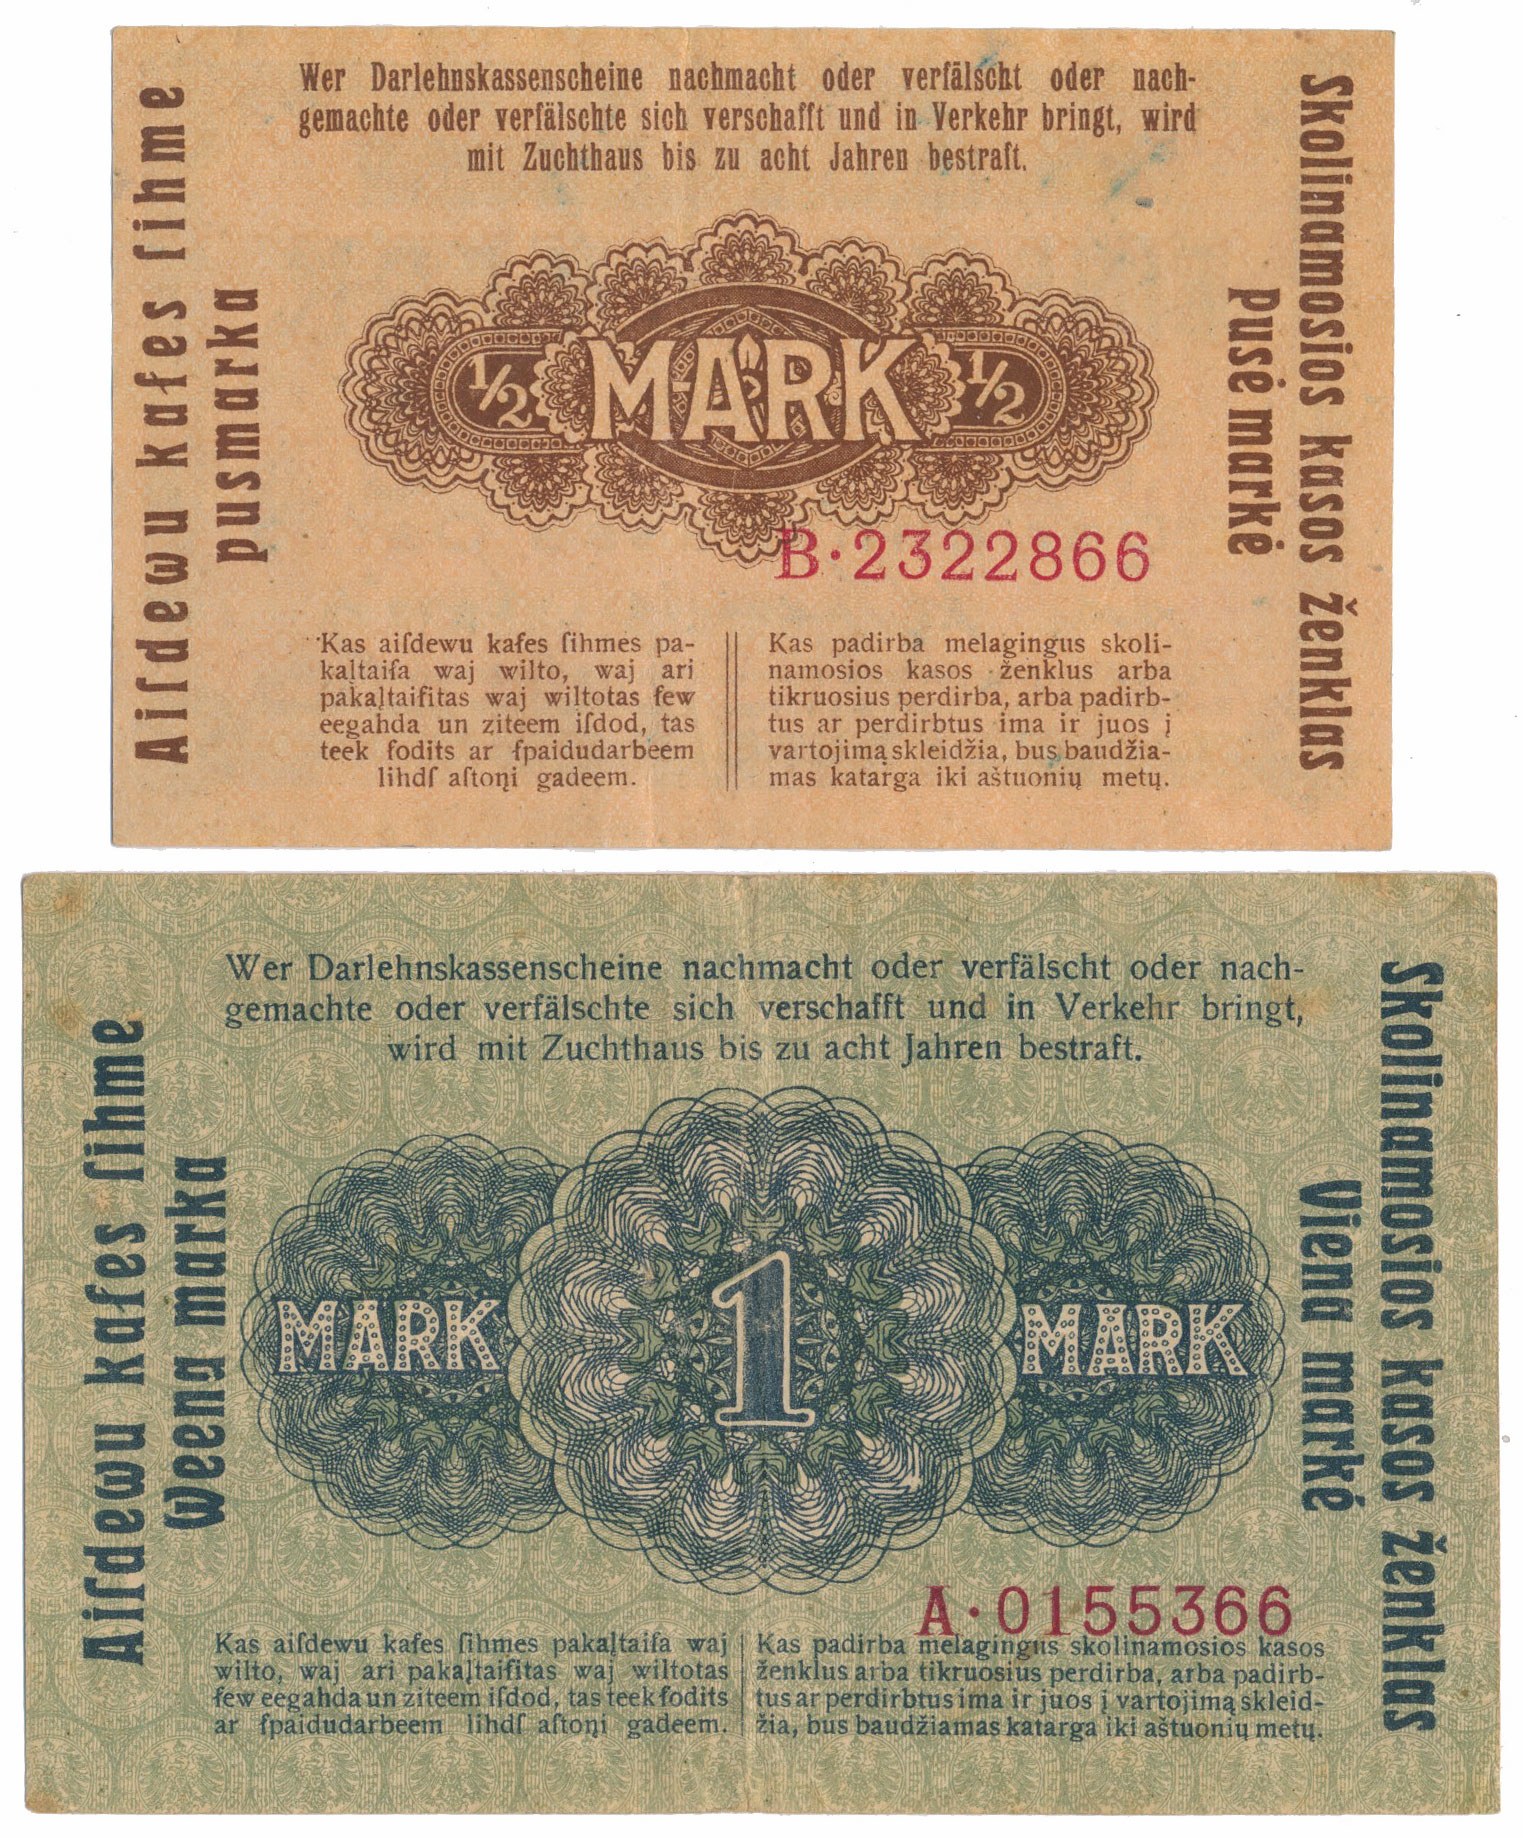 Wer Darlehnskassenscheine nachmacht oder verfälscht oder nach-
gemachte oder verfälschte sich verschafft und in Verkehr bringt, wird
mit Zuchthaus bis zu acht Jahren bestraft.
Aiſdewu kaſes ſihme
pusmarka
½ MARK ½
Skolinamosios kasos ženklas
Pusė markė
B·2322866
Kas aiſdewu kaſes ſihmes pa-
kaļtaiſa waj wilto, waj ari
pakaļtaiſitas waj wiltotas ſew
eegahda un ziteem iſdod, tas
teek ſodits ar ſpaidudarbeem
lihdſ aſtoņi gadeem.
Kas padirba melagingus skoli-
namosios kasos ženklus arba
tikruosius perdirba, arba padirb-
tus ar perdirbtus ima ir juos į
vartojimą skleidžia, bus baudžia-
mas katarga iki aštuonių metų.
Wer Darlehnskassenscheine nachmacht oder verfälscht oder nach-
gemachte oder verfälschte sich verschafft und in Verkehr bringt,
wird mit Zuchthaus bis zu acht Jahren bestraft.
Aiſdewu kaſes ſihme
Weena marka
MARK 1 MARK
Skolinamosios kasos ženklas
Viena markė
A·0155366
Kas aiſdewu kaſes ſihmes pakaļtaiſa waj
wilto, waj ari pakaļtaiſitas waj wiltotas
ſew eegahda un ziteem iſdod, tas teek ſodits
ar ſpaidudarbeem lihdſ aſtoņi gadeem.
Kas padirba melagingus skolinamosios kasos
ženklus arba tikruosius perdirba, arba padirb-
tus ar perdirbtus ima ir juos į vartojimą skleid-
žia, bus baudžiamas katarga iki aštuonių metų.